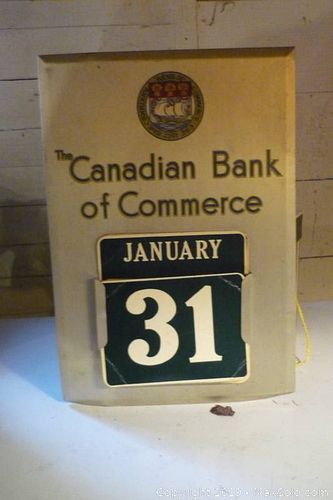 The Canadian Bank
of Commerce
JANUARY
31